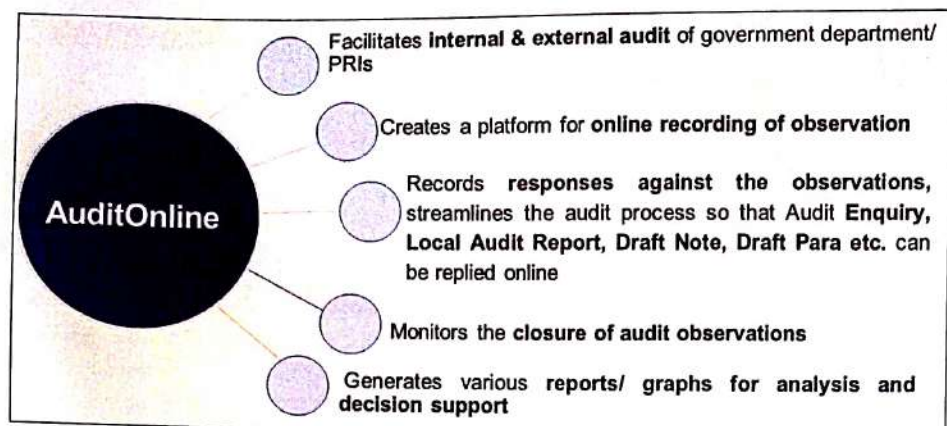 Facilitates internal & external audit of government department/
PRIs
Creates a platform for online recording of observation
AuditOnline
Records responses against the observations,
streamlines the audit process so that Audit Enquiry,
Local Audit Report, Draft Note, Draft Para etc. can
be replied online
Monitors the closure of audit observations
Generates various reports/ graphs for analysis and
decision support